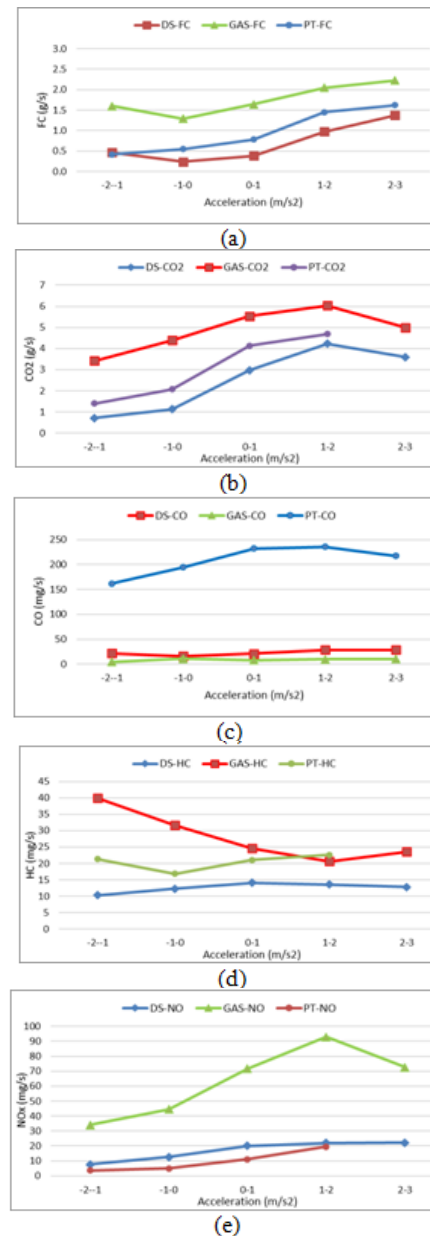 DS-FC GAS-FC PT-FC
3.0
2.5
2.0
1.5
1.0
0.5
0.0
FC (g/s)
-2--1 -1-0 0-1 1-2 2-3
Acceleration (m/s2)
(a)
DS-CO2 GAS-CO2 PT-CO2
7
6
5
4
3
2
1
0
CO2 (g/s)
-2--1 -1-0 0-1 1-2 2-3
Acceleration (m/s2)
(b)
DS-CO GAS-CO PT-CO
250
200
150
100
50
0
CO (mg/s)
-2--1 -1-0 0-1 1-2 2-3
Acceleration (m/s2)
(c)
DS-HC GAS-HC PT-HC
45
40
35
30
25
20
15
10
5
0
HC (mg/s)
-2--1 -1-0 0-1 1-2 2-3
Acceleration (m/s2)
(d)
DS-NO GAS-NO PT-NO
100
90
80
70
60
50
40
30
20
10
0
NOx (mg/s)
-2--1 -1-0 0-1 1-2 2-3
Acceleration (m/s2)
(e)